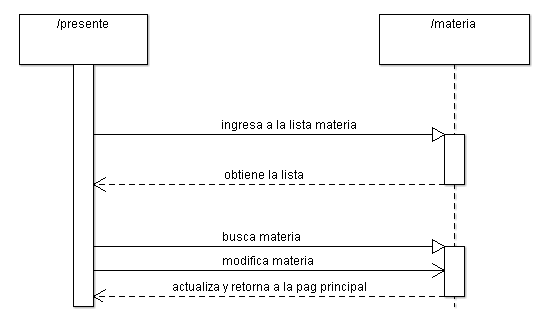 /presente
/materia
ingresa a la lista materia
obtiene la lista
busca materia
modifica materia
actualiza y retorna a la pag principal